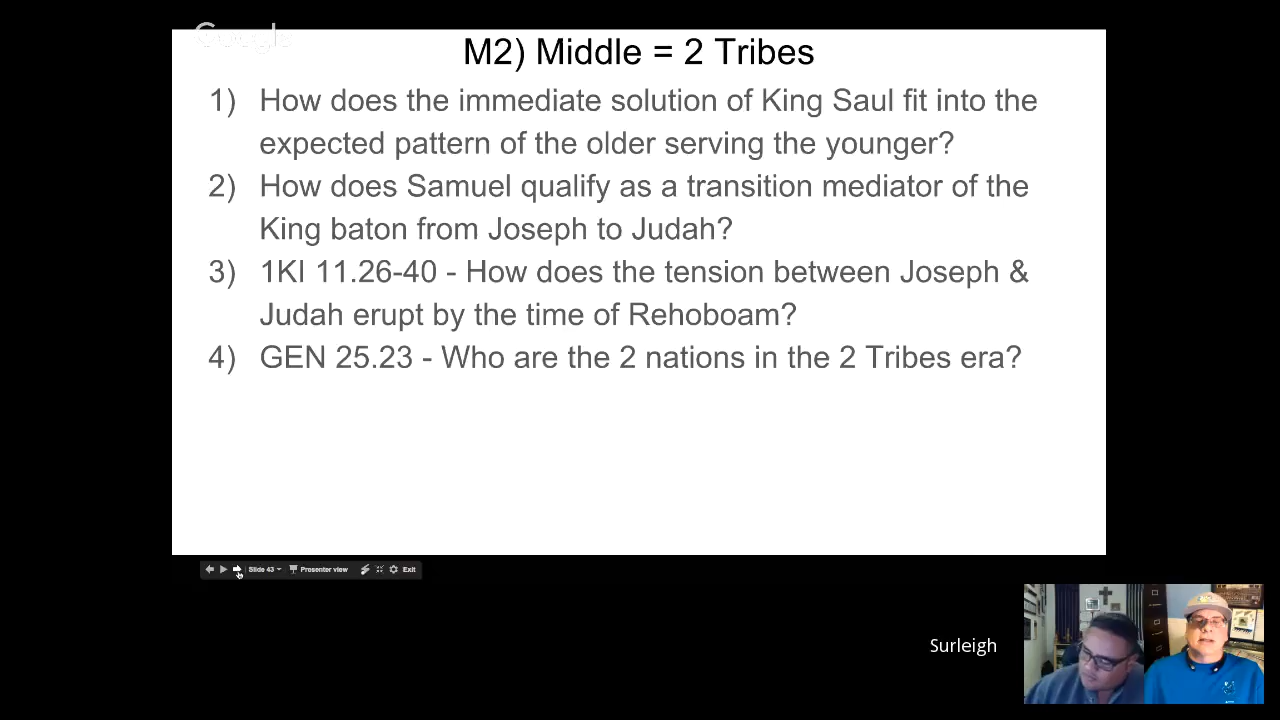 Google
M2) Middle = 2 Tribes
1) How does the immediate solution of King Saul fit into the
expected pattern of the older serving the younger?
2) How does Samuel qualify as a transition mediator of the
King baton from Joseph to Judah?
3) 1KI 11.26-40 - How does the tension between Joseph &
Judah erupt by the time of Rehoboam?
4) GEN 25.23 - Who are the 2 nations in the 2 Tribes era?
Slide 43 Presenter view Exit
Surleigh